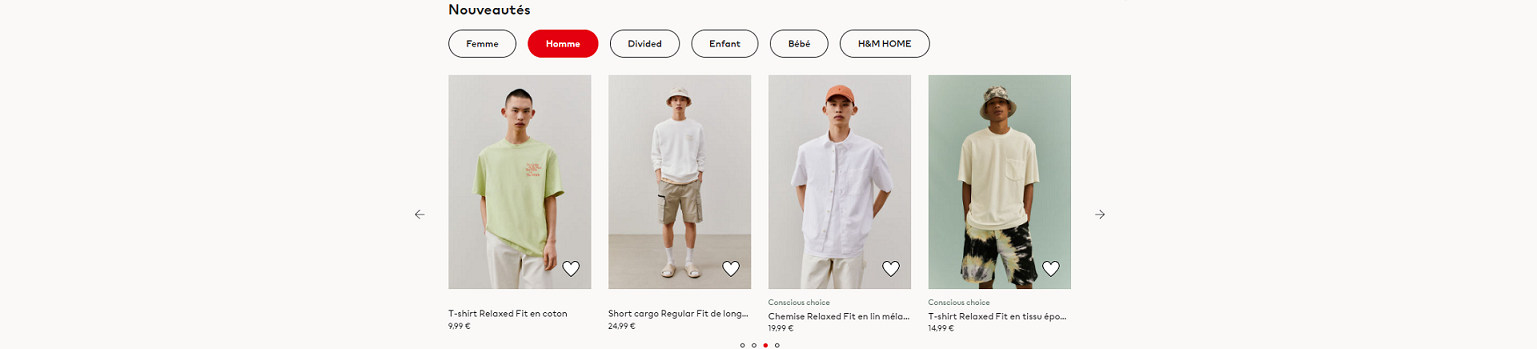 Nouveautés
Femme
Homme
Divided
Enfant
Bébé
H&M HOME
T-shirt Relaxed Fit en coton
9,99 €
Short cargo Regular Fit de long...
24,99 €
Conscious choice
Chemise Relaxed Fit en lin méla...
19,99 €
Conscious choice
T-shirt Relaxed Fit en tissu épo...
14,99 €